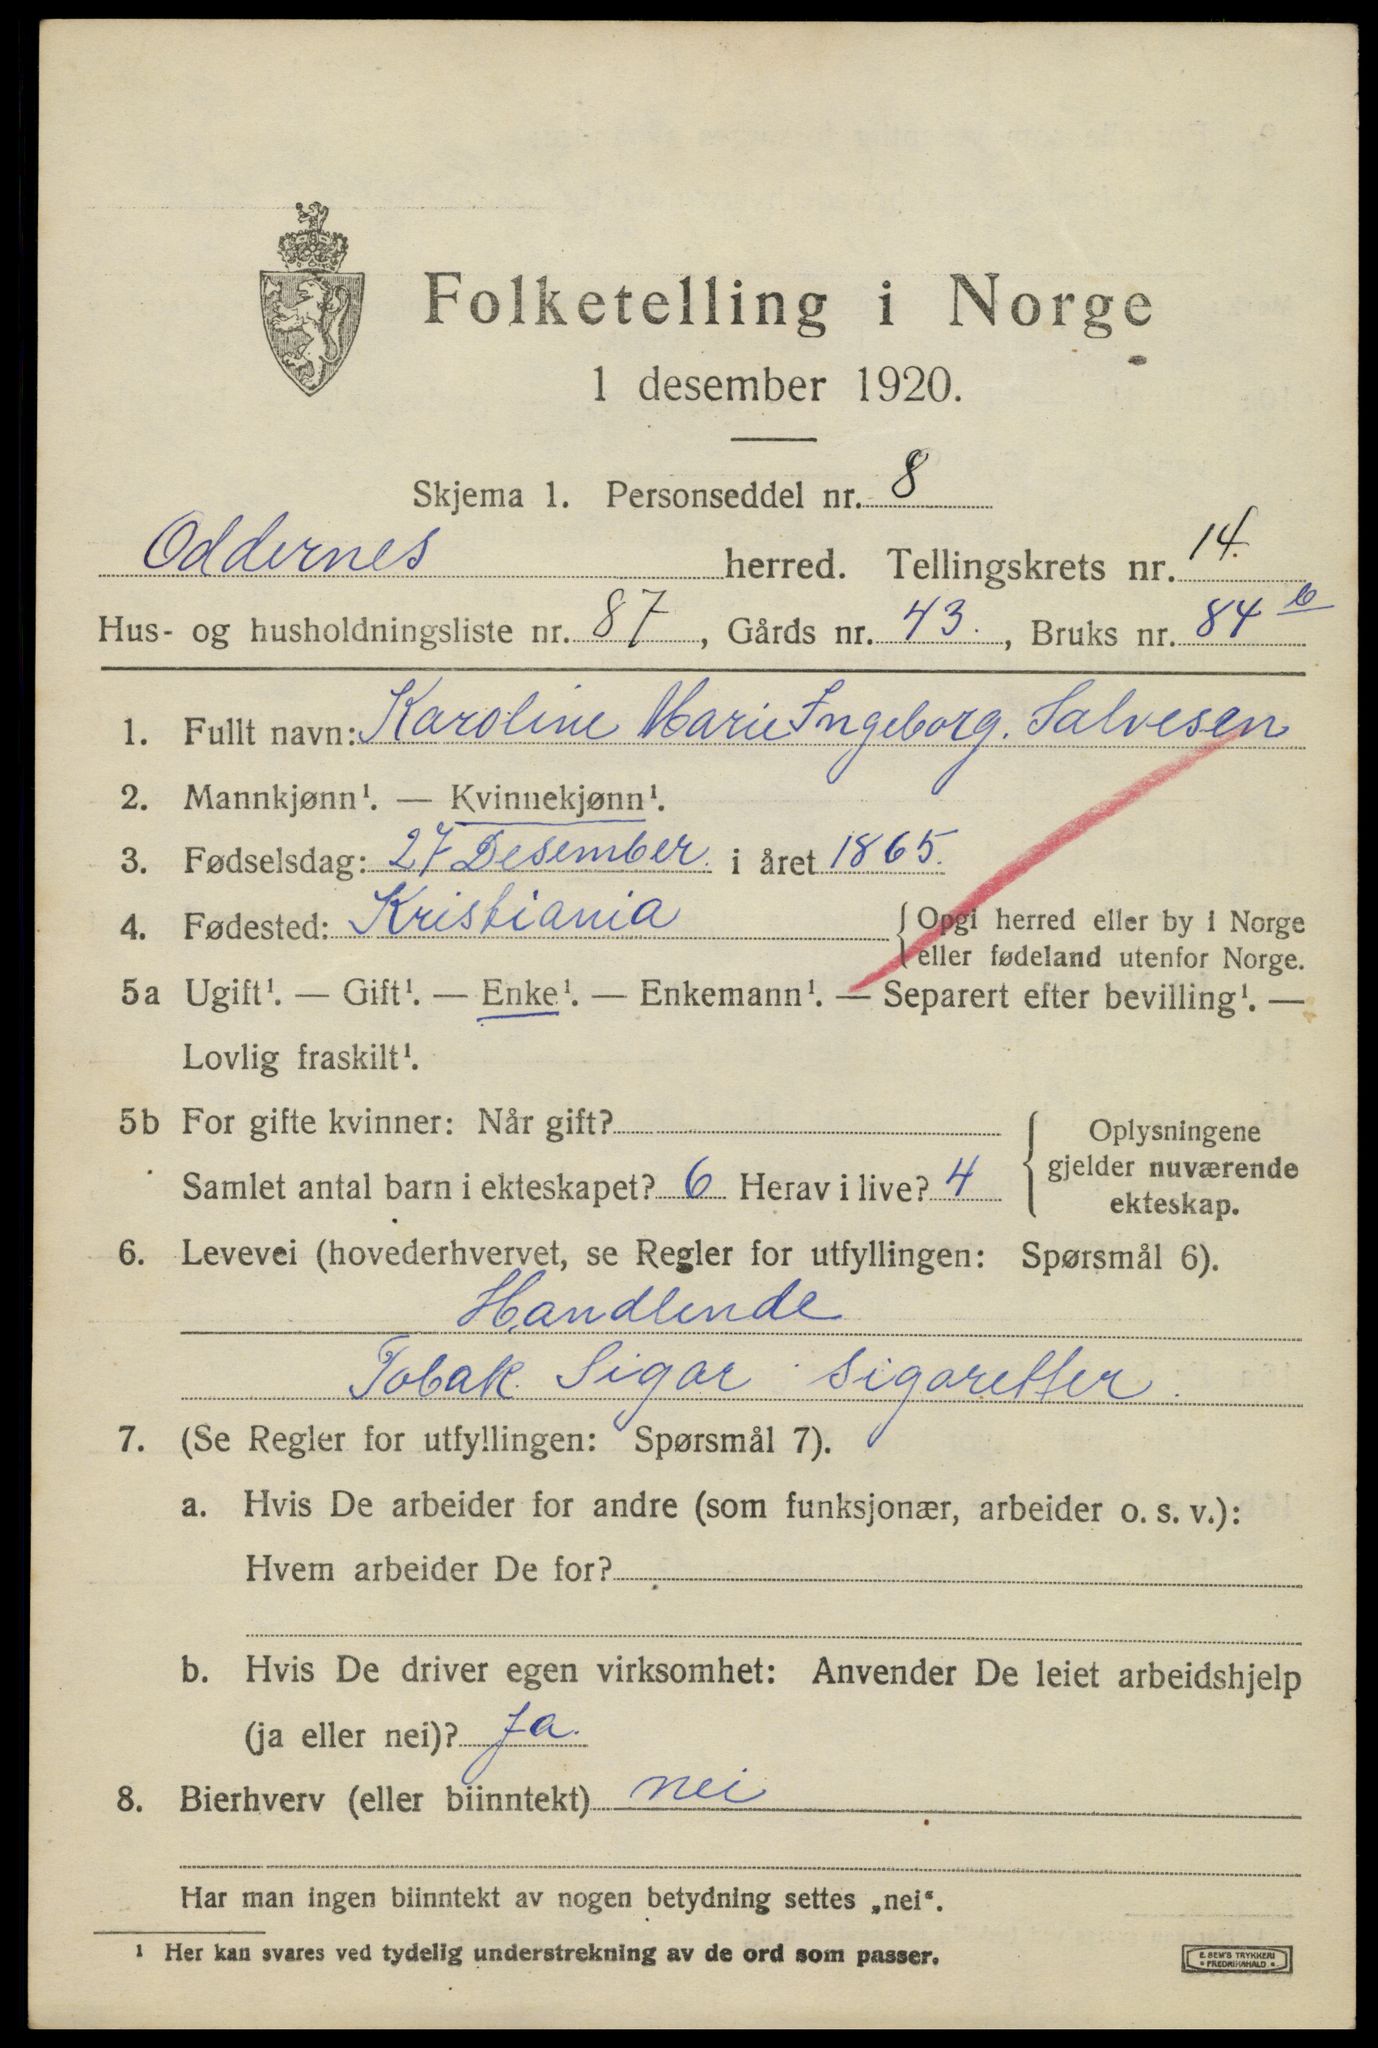 Folketelling i Norge
1 desember 1920.
Skjema 1. Personseddel nr. 8
Oddernes herred. Tellingskrets nr. 14.
Hus- og husholdningsliste nr. 87, Gårds nr. 43., Bruks nr. 84 b
1. Fullt navn: Karoline Marie Ingeborg. Salvesen
2. Mannkjønn¹. — Kvinnekjønn¹.
3. Fødselsdag: 27 Desember. i året 1865.
4. Fødested: Kristiania { Opgi herred eller by i Norge
eller fødeland utenfor Norge.
5a Ugift¹. — Gift¹. — Enke¹. — Enkemann¹. — Separert efter bevilling¹. —
Lovlig fraskilt¹.
5b For gifte kvinner: Når gift?
Samlet antal barn i ekteskapet? 6 Herav i live? 4
{ Oplysningene
gjelder nuværende
ekteskap.
6. Levevei (hovederhvervet, se Regler for utfyllingen: Spørsmål 6).
Handlende
Tobak Sigar Sigaretter.
7. (Se Regler for utfyllingen: Spørsmål 7).
a. Hvis De arbeider for andre (som funksjonær, arbeider o. s. v.):
Hvem arbeider De for?
b. Hvis De driver egen virksomhet: Anvender De leiet arbeidshjelp
(ja eller nei)? Ja.
8. Bierhverv (eller biinntekt) nei
Har man ingen biinntekt av nogen betydning settes „nei“.
¹ Her kan svares ved tydelig understrekning av de ord som passer.
E. SEM'S TRYKKERI
• FREDRIKSHALD •